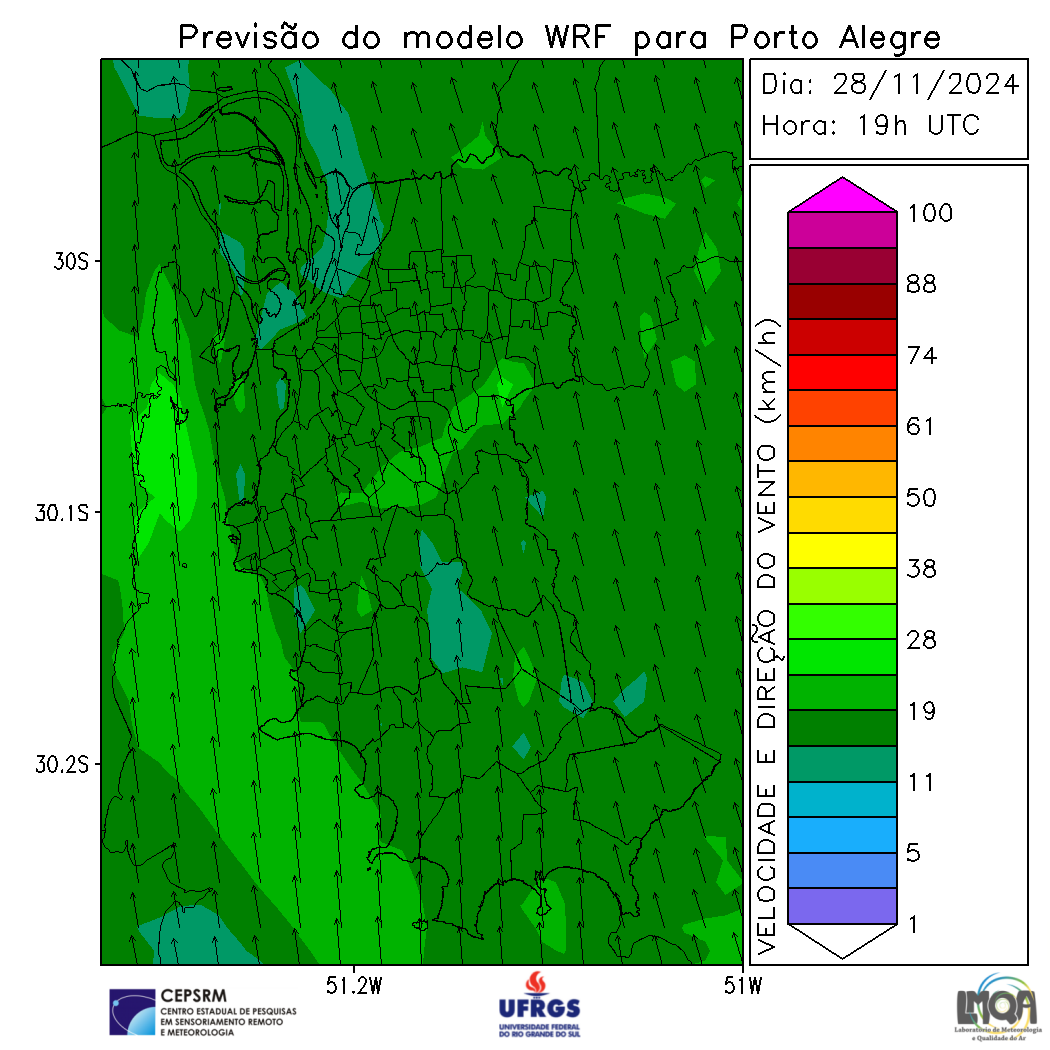 Previsão do modelo WRF para Porto Alegre
Dia: 28/11/2024
Hora: 19h UTC
30S
30.1S
30.2S
51.2W
51W
VELOCIDADE E DIREÇÃO DO VENTO (km/h)
100
88
74
61
50
38
28
19
11
5
1
CEPSRM
CENTRO ESTADUAL DE PESQUISAS
EM SENSORIAMENTO REMOTO
E METEOROLOGIA
UFRGS
UNIVERSIDADE FEDERAL
DO RIO GRANDE DO SUL
LMQA
Laboratório de Meteorologia
e Qualidade do Ar